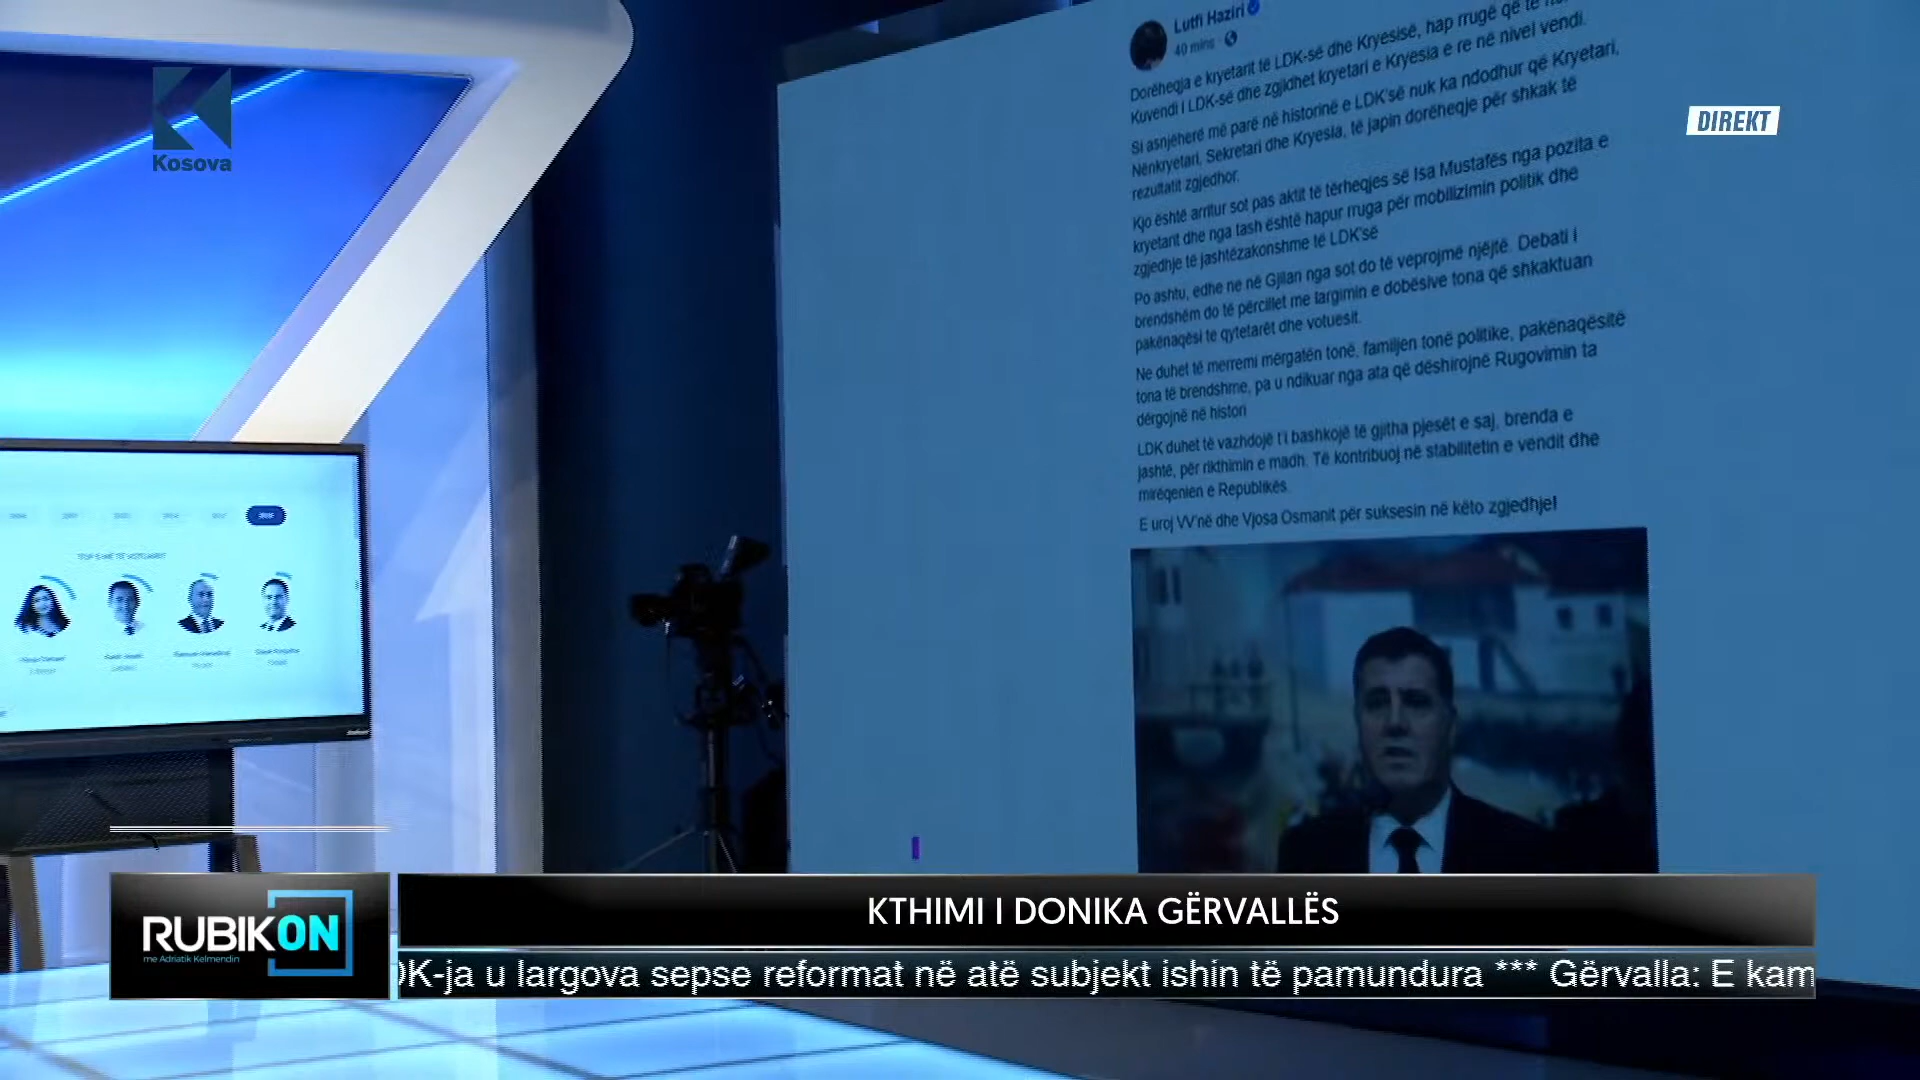 Kosova
DIREKT
Lutfi Haziri
40 mins
Dorëheqja e kryetarit të LDK-së dhe Kryesisë, hap rrugë që të
Kuvendi i LDK-së dhe zgjidhet kryetari e Kryesia e re në nivel vendi.
Si asnjëherë më parë në historinë e LDK'së nuk ka ndodhur që Kryetari,
Nënkryetari, Sekretari dhe Kryesia, të japin dorëheqje për shkak të
rezultatit zgjedhor.
Kjo është arritur sot pas aktit të tërheqjes së Isa Mustafës nga pozita e
kryetarit dhe nga tash është hapur rruga për mobilizimin politik dhe
zgjedhje të jashtëzakonshme të LDK'së
Po ashtu, edhe ne në Gjilan nga sot do të veprojmë njëjtë. Debati i
brendshëm do të përcillet me largimin e dobësive tona që shkaktuan
pakënaqësi te qytetarët dhe votuesit.
Ne duhet të merremi mërgatën tonë, familjen tonë politike, pakënaqësitë
tona të brendshme, pa u ndikuar nga ata që dëshirojnë Rugovimin ta
dërgojnë në histori
LDK duhet të vazhdojë t'i bashkojë të gjitha pjesët e saj, brenda e
jashtë, për rikthimin e madh. Të kontribuoj në stabilitetin e vendit dhe
mirëqenien e Republikës.
E uroj VV'në dhe Vjosa Osmanit për suksesin në këto zgjedhje!
KTHIMI I DONIKA GËRVALLËS
RUBIKON
me Adriatik Kelmendin
DK-ja u largova sepse reformat në atë subjekt ishin të pamundura *** Gërvalla: E kam